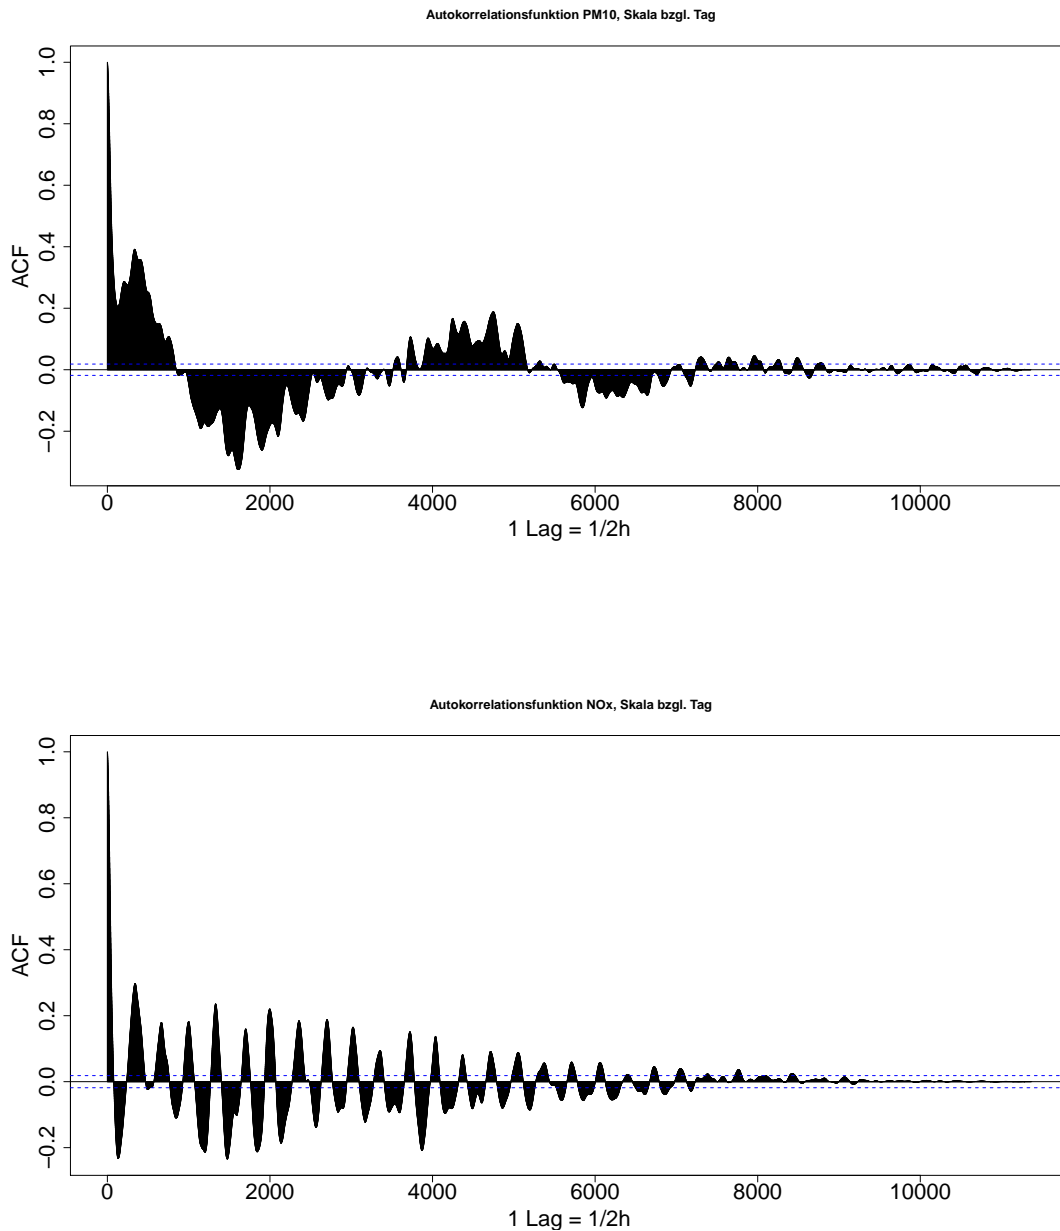 Autokorrelationsfunktion PM10, Skala bzgl. Tag
ACF
1.0
0.8
0.6
0.4
0.2
0.0
−0.2
0 2000 4000 6000 8000 10000
1 Lag = 1/2h
Autokorrelationsfunktion NOx, Skala bzgl. Tag
ACF
1.0
0.8
0.6
0.4
0.2
0.0
−0.2
0 2000 4000 6000 8000 10000
1 Lag = 1/2h